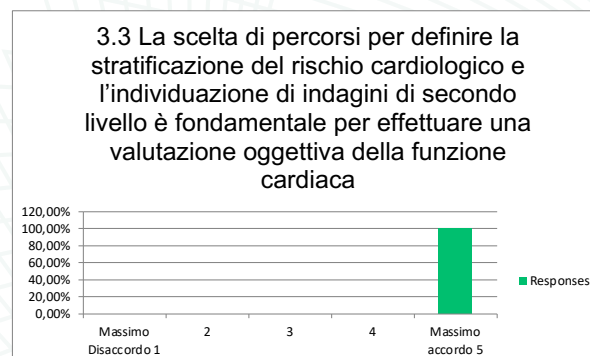 3.3 La scelta di percorsi per definire la
stratificazione del rischio cardiologico e
l’individuazione di indagini di secondo
livello è fondamentale per effettuare una
valutazione oggettiva della funzione
cardiaca
120,00%
100,00%
80,00%
60,00%
40,00%
20,00%
0,00%
Massimo
Disaccordo 1
2
3
4
Massimo
accordo 5
Responses